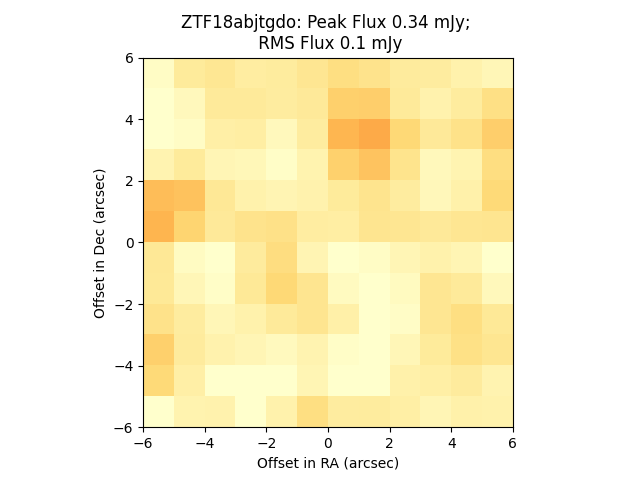 ZTF18abjtgdo: Peak Flux 0.34 mJy;
RMS Flux 0.1 mJy
6
4
2
0
−2
−4
−6
Offset in Dec (arcsec)
−6 −4 −2 0 2 4 6
Offset in RA (arcsec)